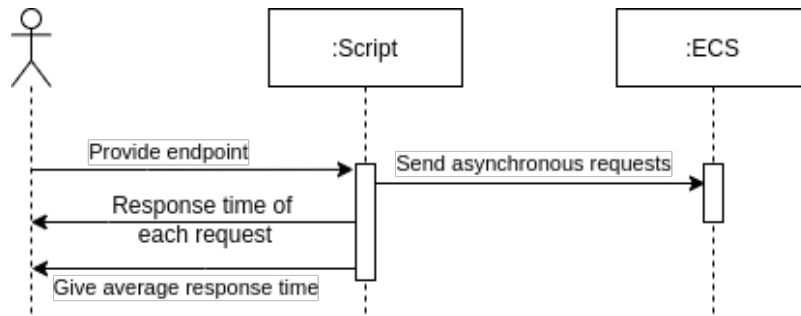 :Script
:ECS
Provide endpoint
Send asynchronous requests
Response time of
each request
Give average response time